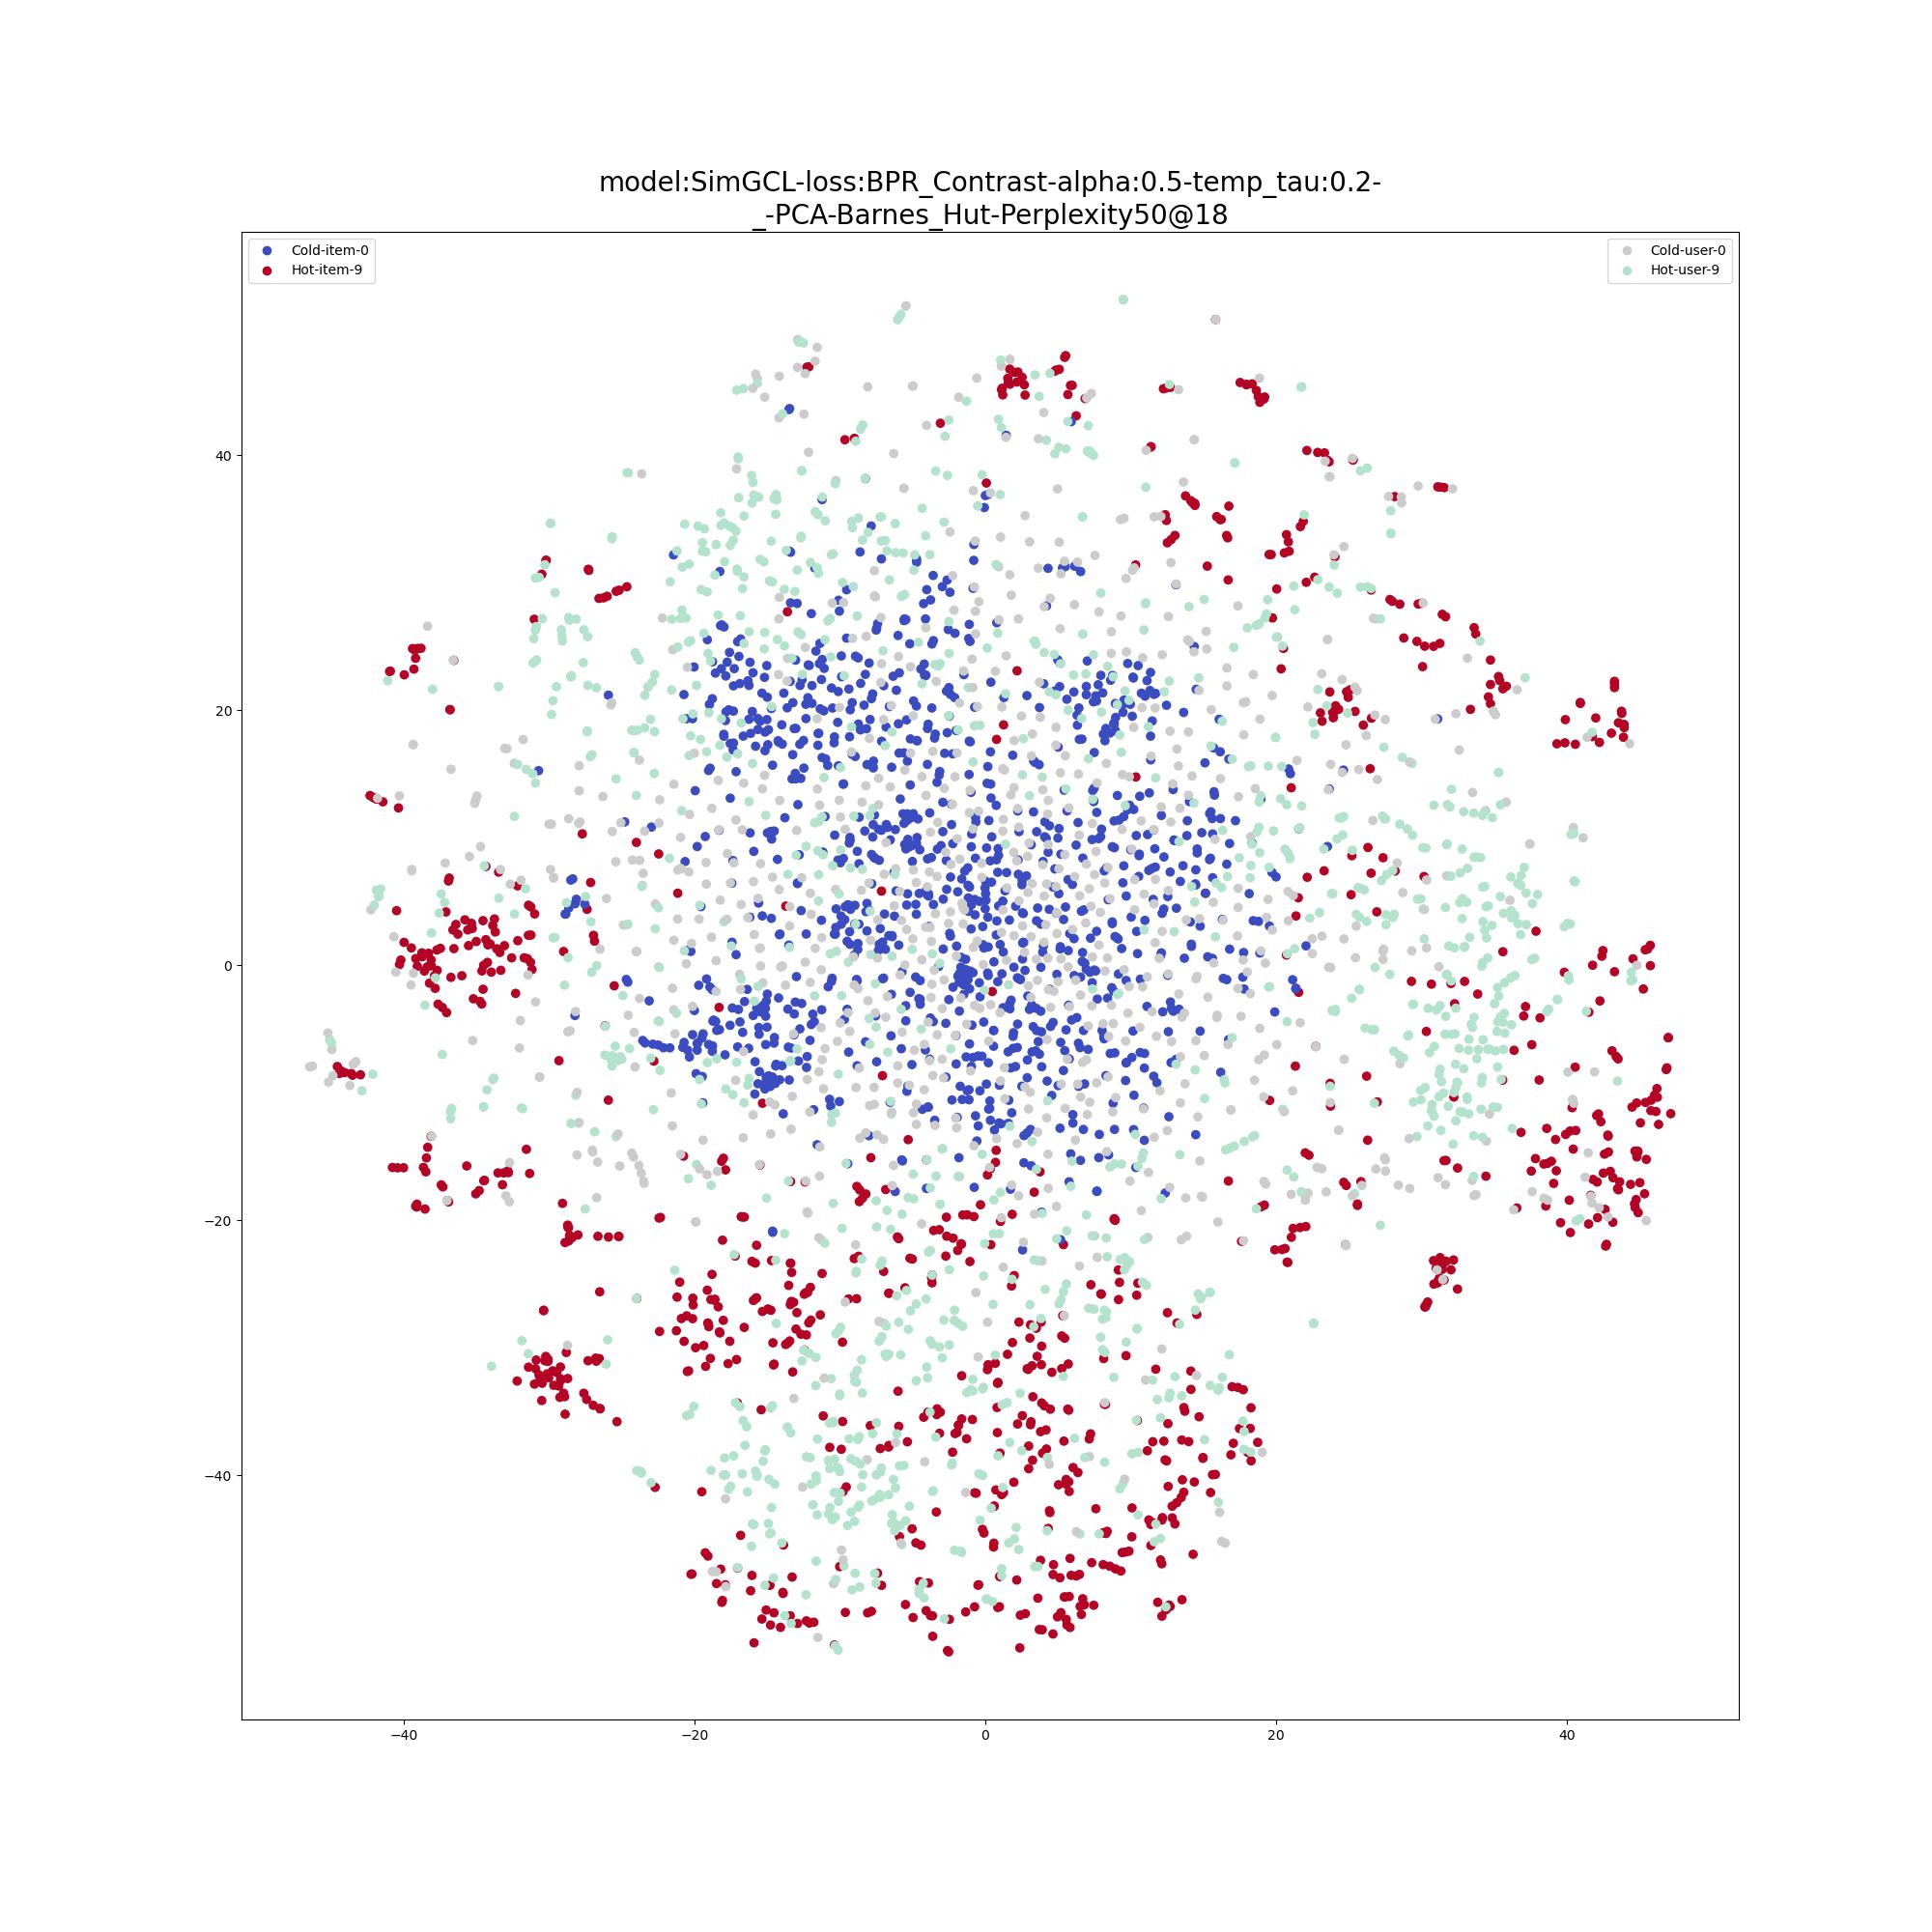 model:SimGCL-loss:BPR_Contrast-alpha:0.5-temp_tau:0.2-
_-PCA-Barnes_Hut-Perplexity50@18
Cold-item-0
Hot-item-9
Cold-user-0
Hot-user-9
40
20
0
−20
−40
−40
−20
0
20
40